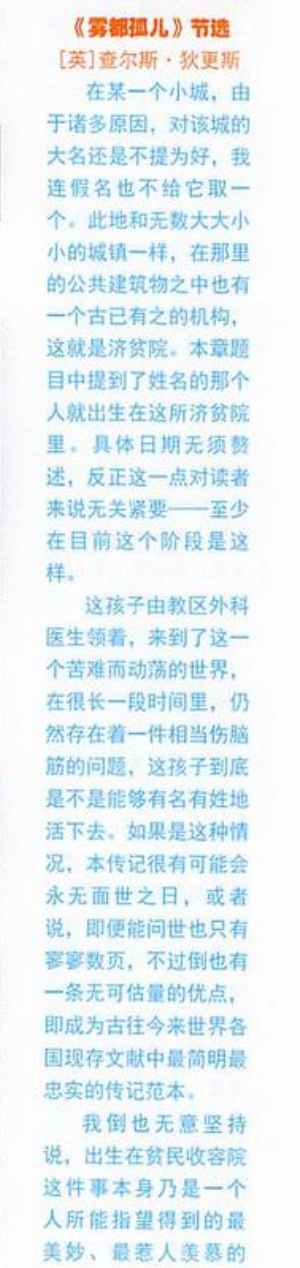 《雾都孤儿》节选
[英]查尔斯·狄更斯
在某一个小城，由
于诸多原因，对该城的
大名还是不提为好，我
连假名也不给它取一
个。此地和无数大大小
小的城镇一样，在那里
的公共建筑物之中也有
一个古已有之的机构，
这就是济贫院。本章题
目中提到了姓名的那个
人就出生在这所济贫院
里。具体日期无须赘
述，反正这一点对读者
来说无关紧要——至少
在目前这个阶段是这
样。
这孩子由教区外科
医生领着，来到了这一
个苦难而动荡的世界，
在很长一段时间里，仍
然存在着一件相当伤脑
筋的问题，这孩子到底
是不是能够有名有姓地
活下去。如果是这种情
况，本传记很有可能会
永无面世之日，或者
说，即便能问世也只有
寥寥数页，不过倒也有
一条无可估量的优点，
即成为古往今来世界各
国现存文献中最简明最
忠实的传记范本。
我倒也无意坚持
说，出生在贫民收容院
这件事本身乃是一个
人所能指望得到的最
美妙、最惹人羡慕的